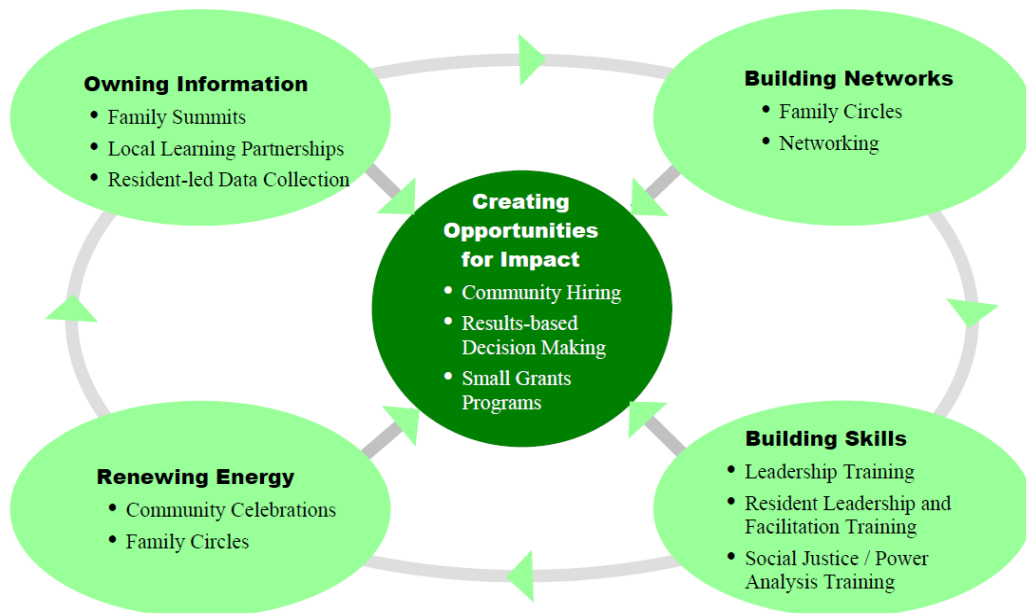 Owning Information
• Family Summits
• Local Learning Partnerships
• Resident-led Data Collection
Building Networks
• Family Circles
• Networking
Creating
Opportunities
for Impact
• Community Hiring
• Results-based
Decision Making
• Small Grants
Programs
Renewing Energy
• Community Celebrations
• Family Circles
Building Skills
• Leadership Training
• Resident Leadership and
Facilitation Training
• Social Justice / Power
Analysis Training